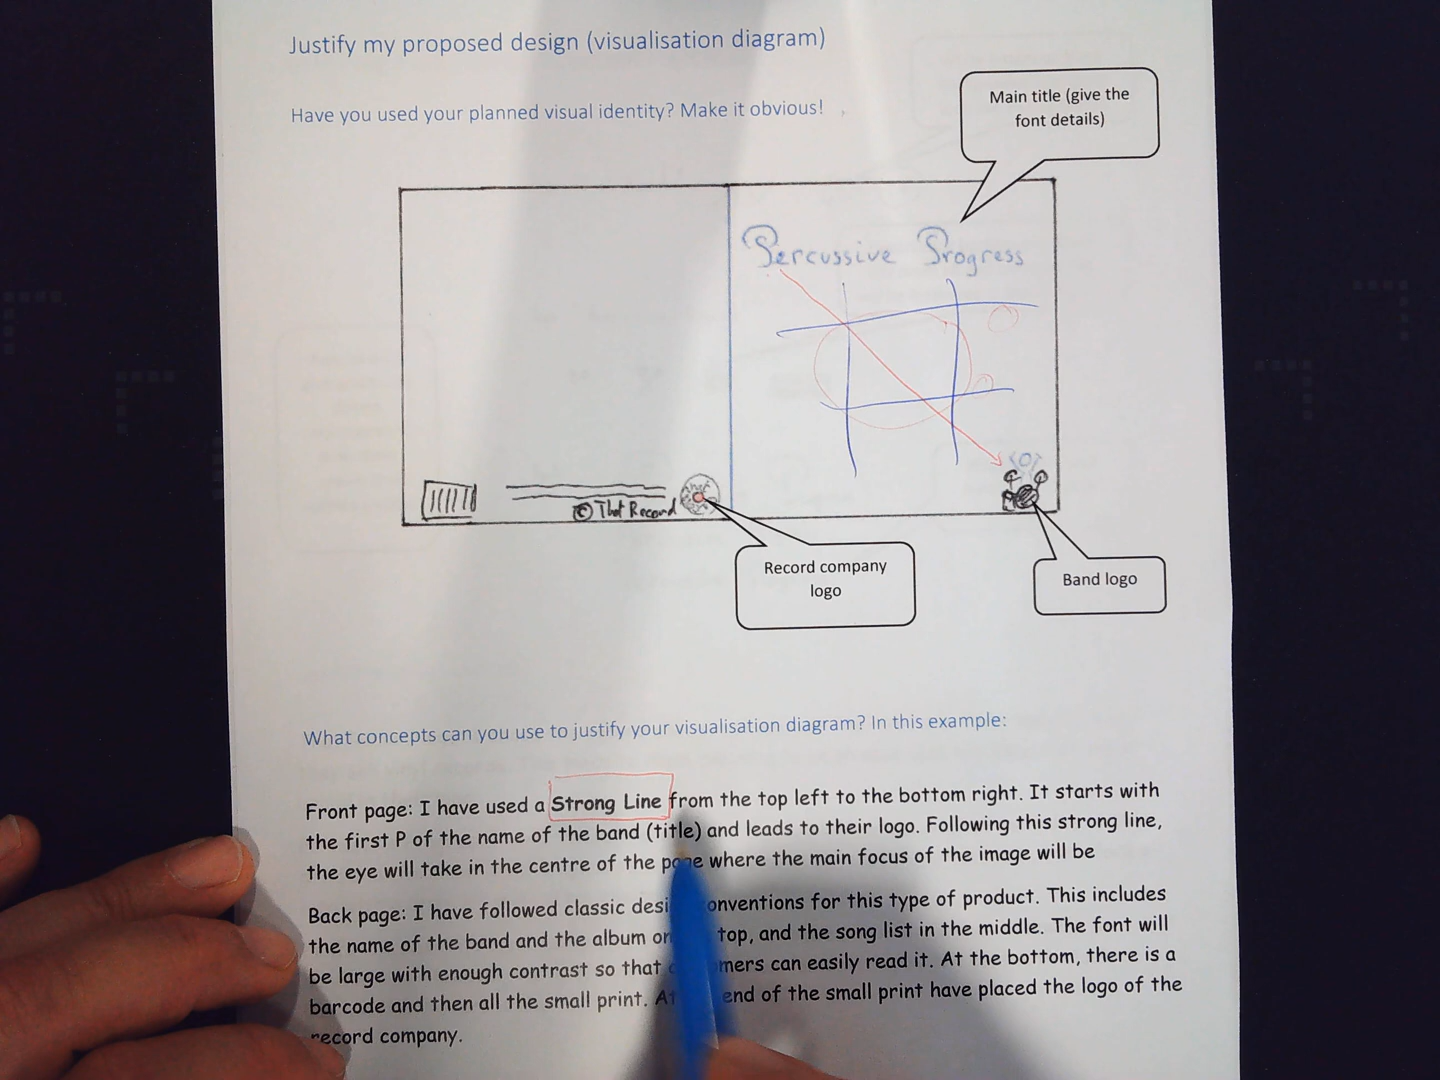 Justify my proposed design (visualisation diagram)
Have you used your planned visual identity? Make it obvious!
Main title (give the
font details)
Percussive Progress
© That Record
Record company
logo
Band logo
What concepts can you use to justify your visualisation diagram? In this example:
Front page: I have used a Strong Line from the top left to the bottom right. It starts with
the first P of the name of the band (title) and leads to their logo. Following this strong line,
the eye will take in the centre of the page where the main focus of the image will be
Back page: I have followed classic desi onventions for this type of product. This includes
the name of the band and the album on top, and the song list in the middle. The font will
be large with enough contrast so that mers can easily read it. At the bottom, there is a
barcode and then all the small print. At end of the small print have placed the logo of the
record company.